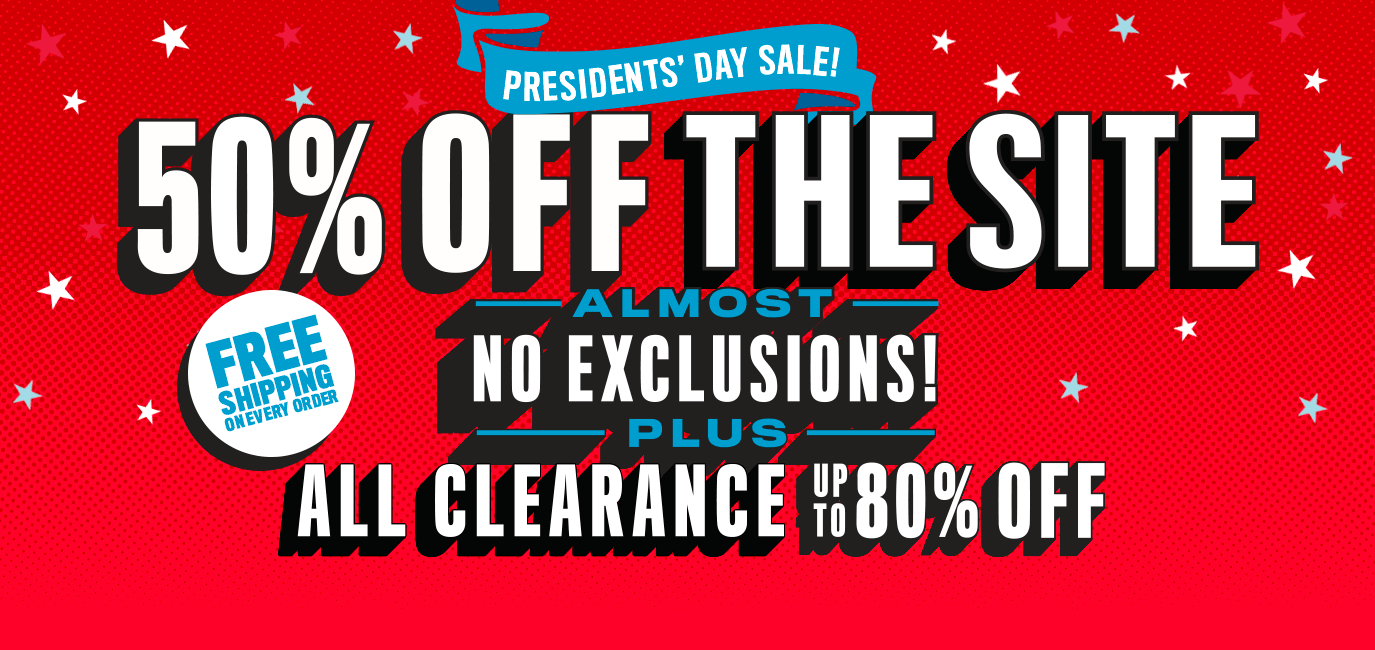 PRESIDENTS' DAY SALE!
50% OFF THE SITE
ALMOST
NO EXCLUSIONS!
PLUS
FREE
SHIPPING
ON EVERY ORDER
ALL CLEARANCE UP TO 80% OFF